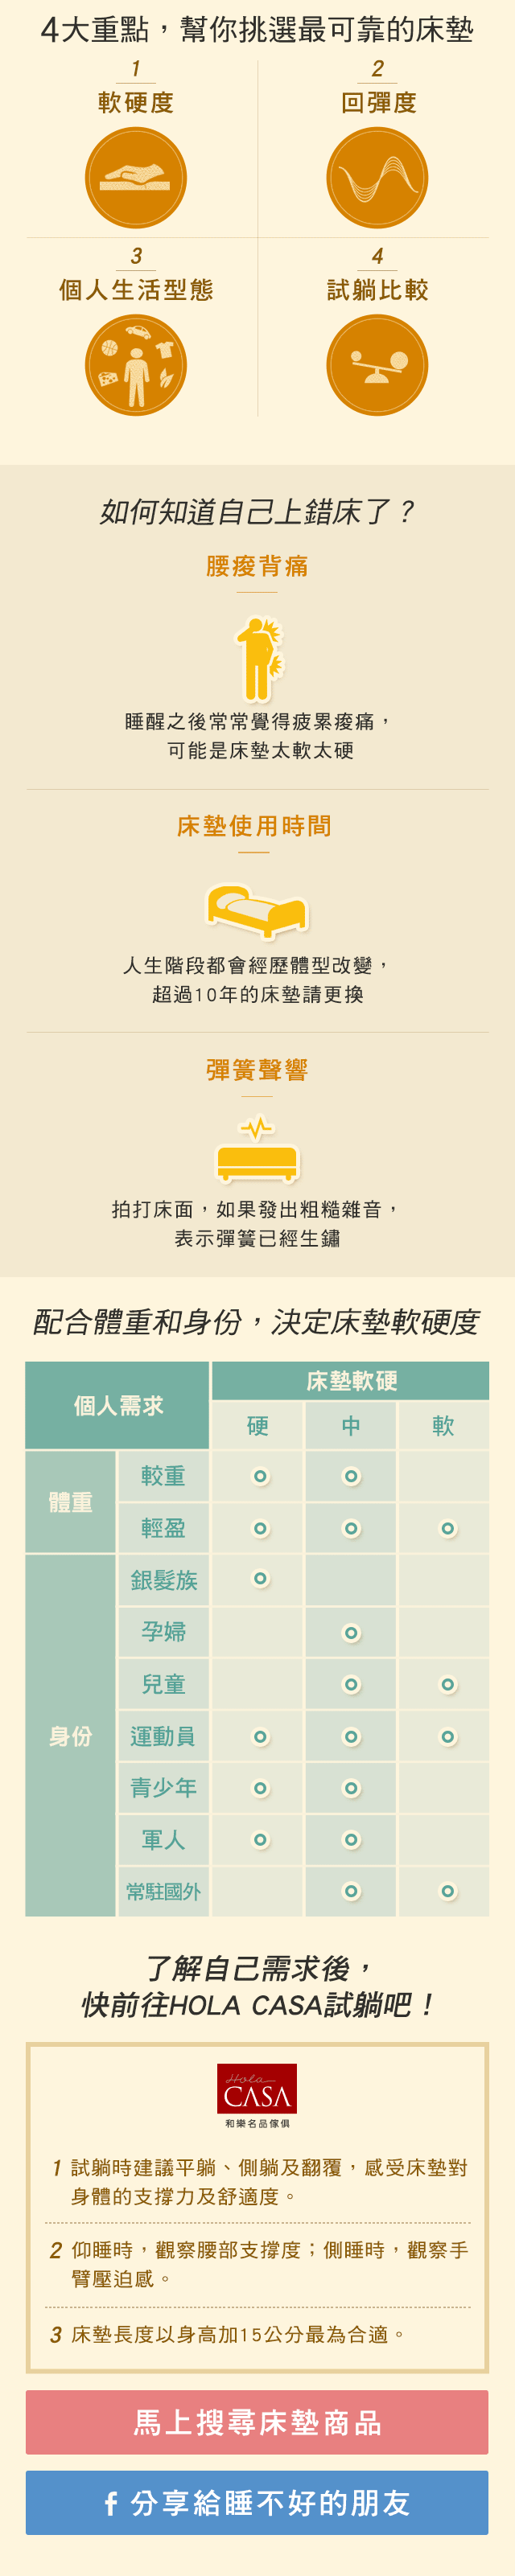 4大重點，幫你挑選最可靠的床墊
1
軟硬度
2
回彈度
3
個人生活型態
4
試躺比較
如何知道自己上錯床了？
腰痠背痛
睡醒之後常常覺得疲累痠痛，
可能是床墊太軟太硬
床墊使用時間
人生階段都會經歷體型改變，
超過10年的床墊請更換
彈簧聲響
拍打床面，如果發出粗糙雜音，
表示彈簧已經生鏽
配合體重和身份，決定床墊軟硬度
個人需求
床墊軟硬
硬 中 軟
體重
較重
輕盈
身份
銀髮族
孕婦
兒童
運動員
青少年
軍人
常駐國外
了解自己需求後，
快前往HOLA CASA試躺吧！
Hola
CASA
和樂名品傢俱
1 試躺時建議平躺、側躺及翻覆，感受床墊對
身體的支撐力及舒適度。
2 仰睡時，觀察腰部支撐度；側睡時，觀察手
臂壓迫感。
3 床墊長度以身高加15公分最為合適。
馬上搜尋床墊商品
f 分享給睡不好的朋友